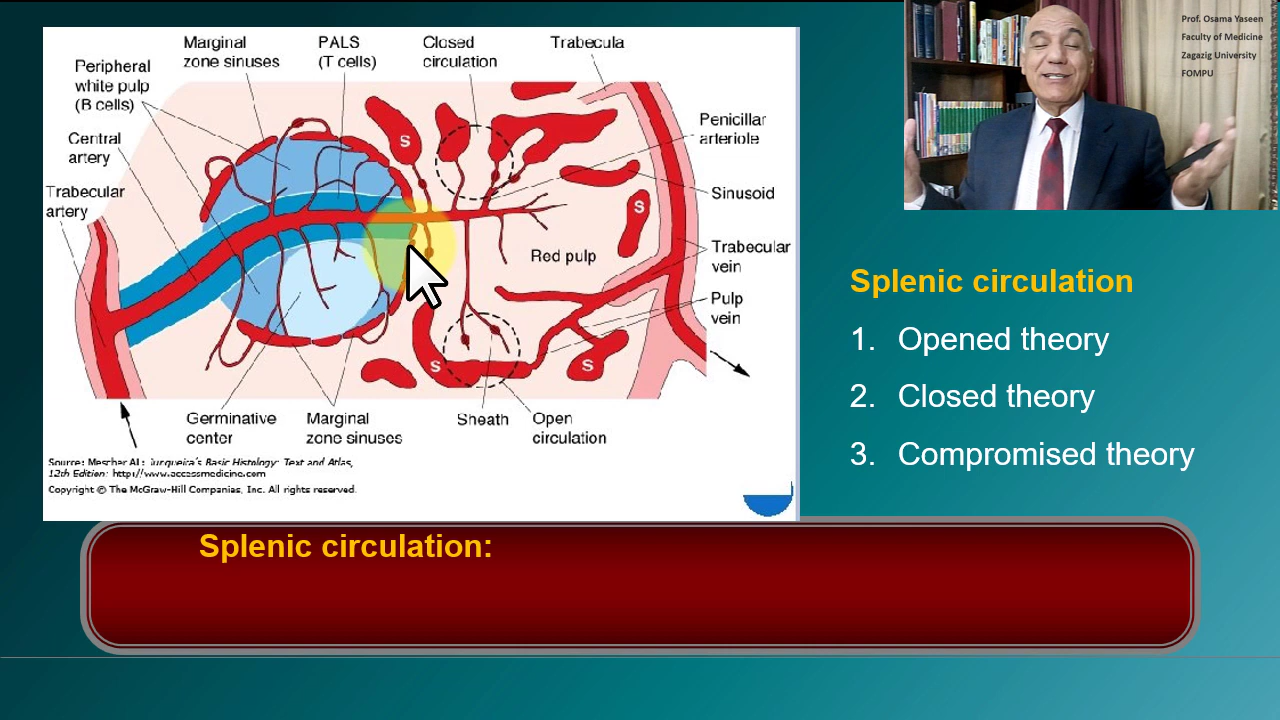 Marginal
zone sinuses
PALS
(T cells)
Closed
circulation
Trabecula
Peripheral
white pulp
(B cells)
Central
artery
Trabecular
artery
Penicillar
arteriole
Sinusoid
Trabecular
vein
Pulp
vein
S
S
S
S
Red pulp
Germinative
center
Marginal
zone sinuses
Sheath
Open
circulation
Source: Mescher AL: Junqueira's Basic Histology: Text and Atlas,
12th Edition: http://www.accessmedicine.com
Copyright © The McGraw-Hill Companies, Inc. All rights reserved.
Prof. Osama Yaseen
Faculty of Medicine
Zagazig University
FOMPU
Splenic circulation
1. Opened theory
2. Closed theory
3. Compromised theory
Splenic circulation: